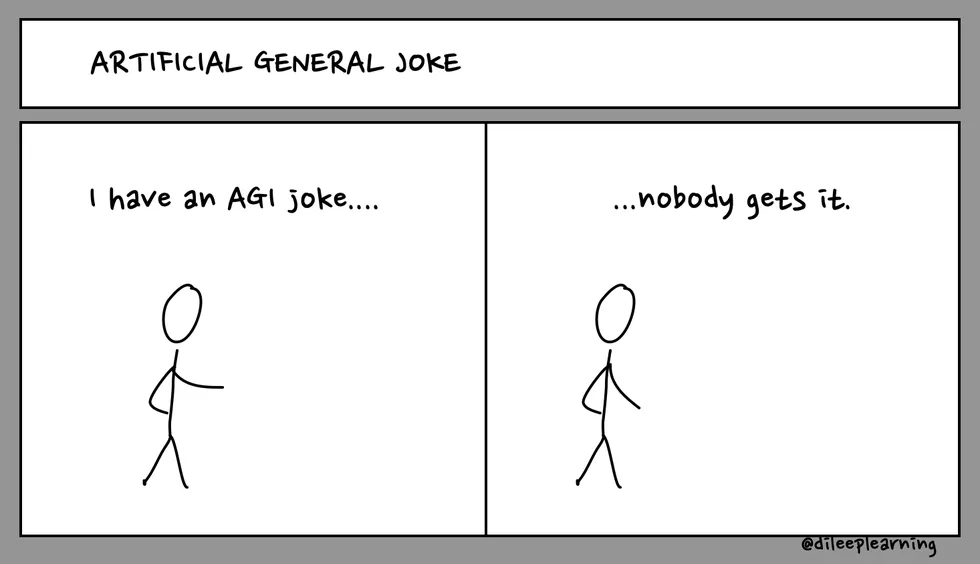 ARTIFICIAL GENERAL JOKE
I have an AGI joke....
...nobody gets it.
@dileeplearning